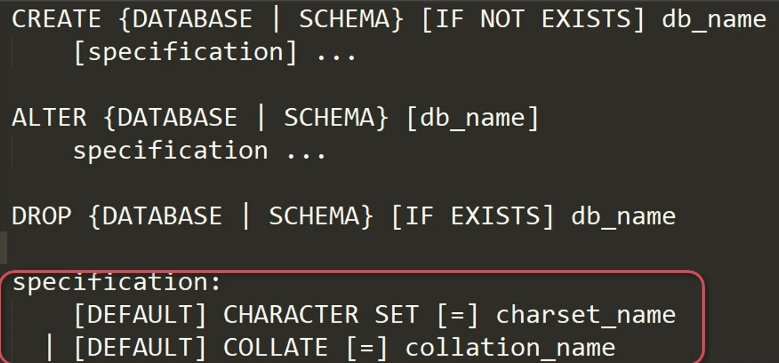 CREATE {DATABASE | SCHEMA} [IF NOT EXISTS] db_name
    [specification] ...
ALTER {DATABASE | SCHEMA} [db_name]
    specification ...
DROP {DATABASE | SCHEMA} [IF EXISTS] db_name
specification:
    [DEFAULT] CHARACTER SET [=] charset_name
  | [DEFAULT] COLLATE [=] collation_name